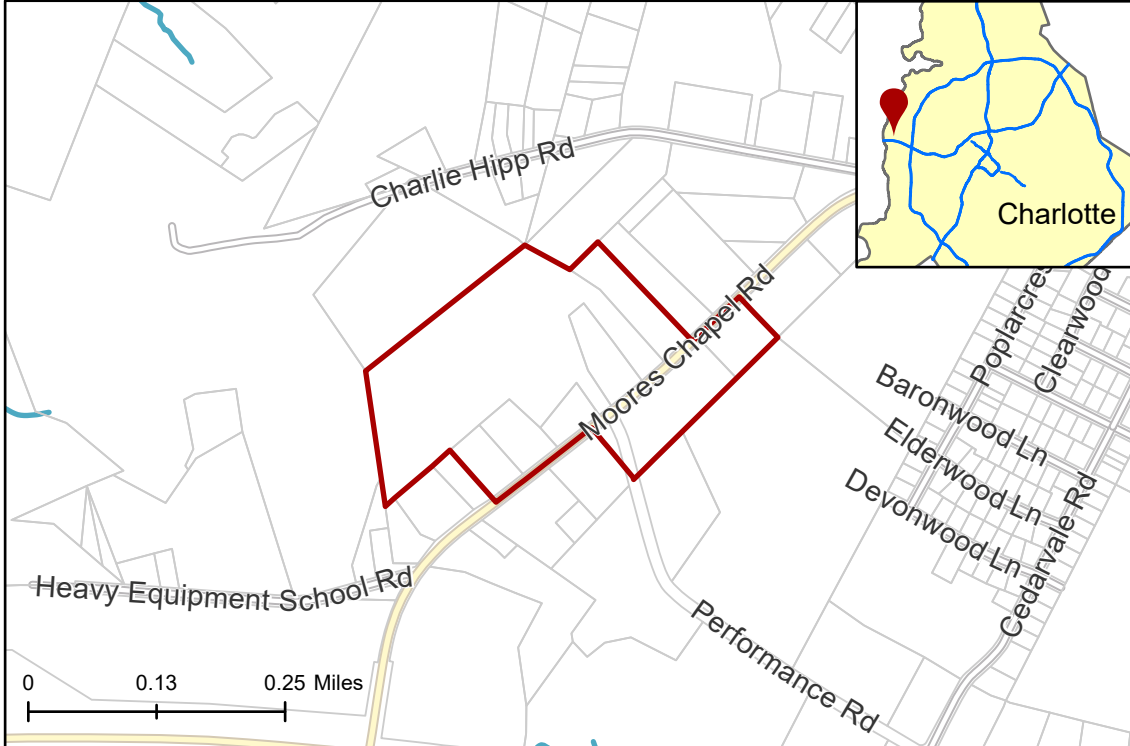 Charlie Hipp Rd
Charlotte
Moores Chapel Rd
Clearwood
Baronwood Ln
Elderwood Ln
Devonwood Ln
Cedarvale Rd
Heavy Equipment School Rd
Performance Rd
0 0.13 0.25 Miles